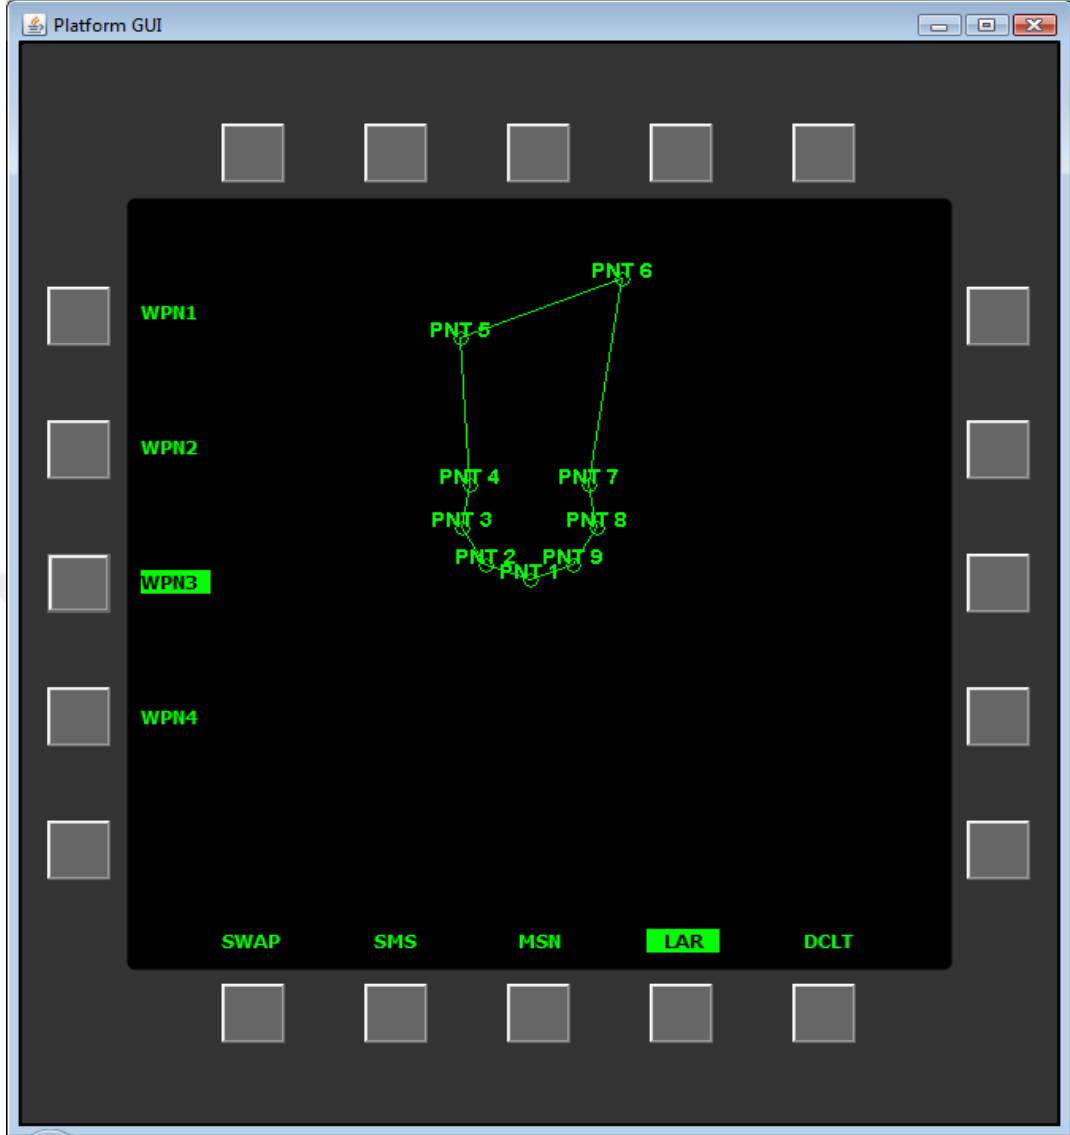 Platform GUI
PNT 6
WPN1
PNT 5
WPN2
PNT 4 PNT 7
PNT 3 PNT 8
PNT 2 PNT 9
PNT 1
WPN3
WPN4
SWAP SMS MSN LAR DCLT